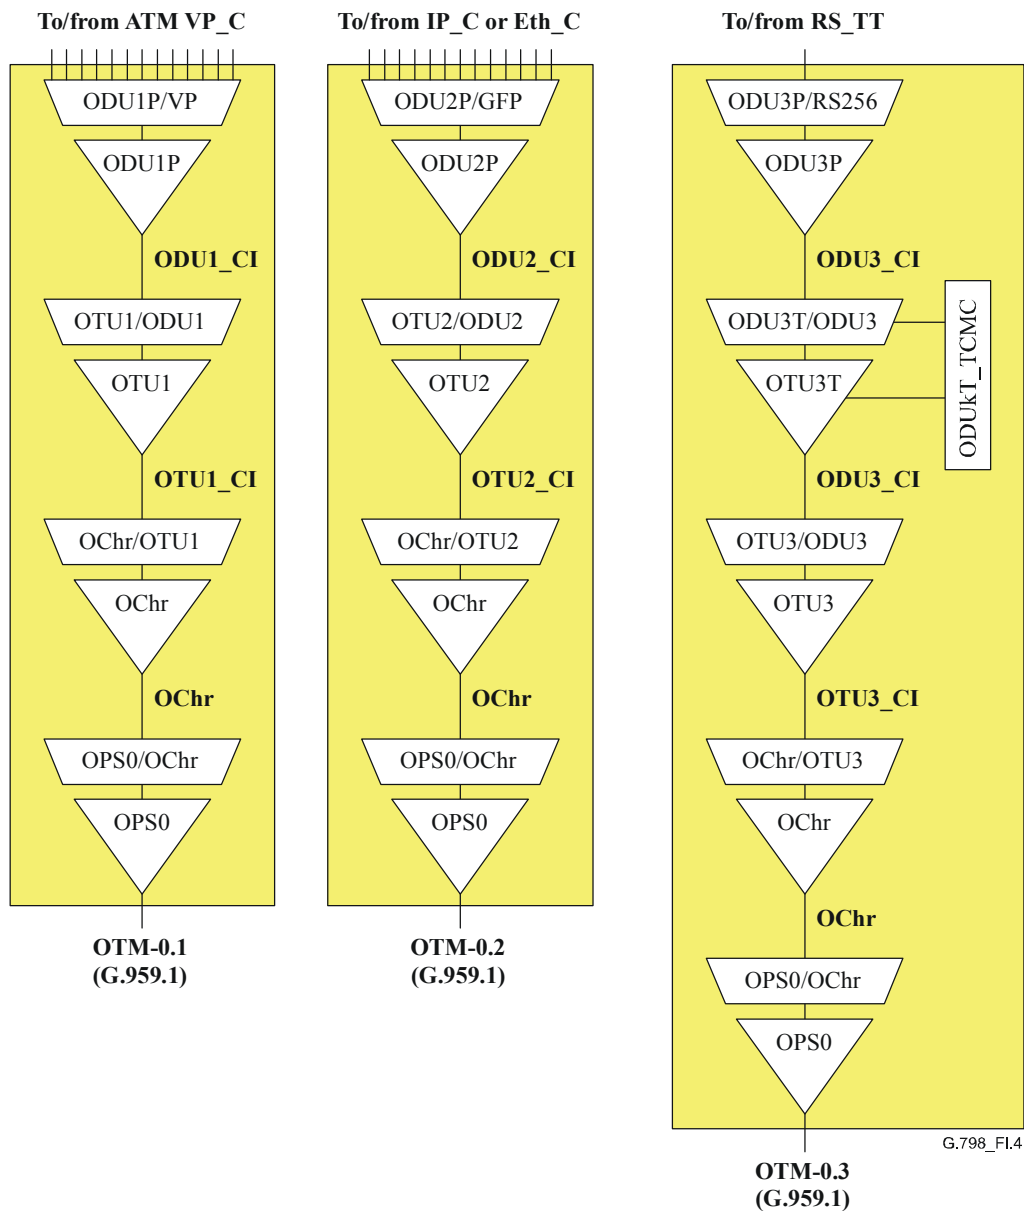 To/from ATM VP_C
ODU1P/VP
ODU1P
ODU1_CI
OTU1/ODU1
OTU1
OTU1_CI
OChr/OTU1
OChr
OChr
OPS0/OChr
OPS0
OTM-0.1
(G.959.1)
To/from IP_C or Eth_C
ODU2P/GFP
ODU2P
ODU2_CI
OTU2/ODU2
OTU2
OTU2_CI
OChr/OTU2
OChr
OChr
OPS0/OChr
OPS0
OTM-0.2
(G.959.1)
To/from RS_TT
ODU3P/RS256
ODU3P
ODU3_CI
ODU3T/ODU3
OTU3T
ODUkT_TCMC
ODU3_CI
OTU3/ODU3
OTU3
OTU3_CI
OChr/OTU3
OChr
OChr
OPS0/OChr
OPS0
G.798_FI.4
OTM-0.3
(G.959.1)